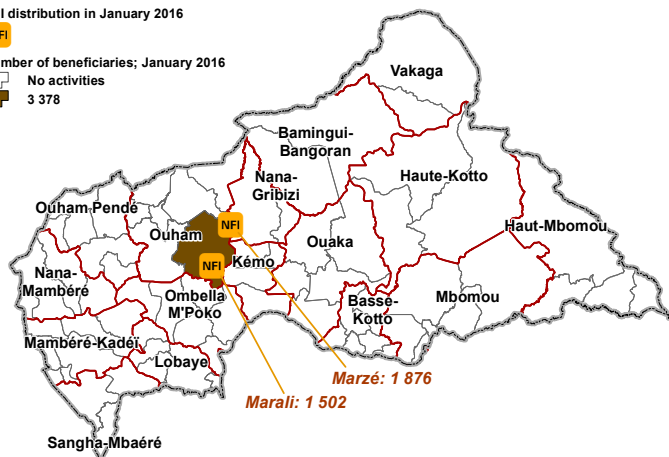 distribution in January 2016
NFI
mber of beneficiaries; January 2016
No activities
3 378
Vakaga
Bamingui-
Bangoran
Nana-
Gribizi
Haute-Kotto
Ouham Pendé
Ouham
NFI
Haut-Mbomou
Ouaka
NFI
Kémo
Nana-
Mambéré
Ombella
M'Poko
Basse-
Kotto
Mbomou
Mambéré-Kadéï
Lobaye
Marzé: 1 876
Marali: 1 502
Sangha-Mbaéré